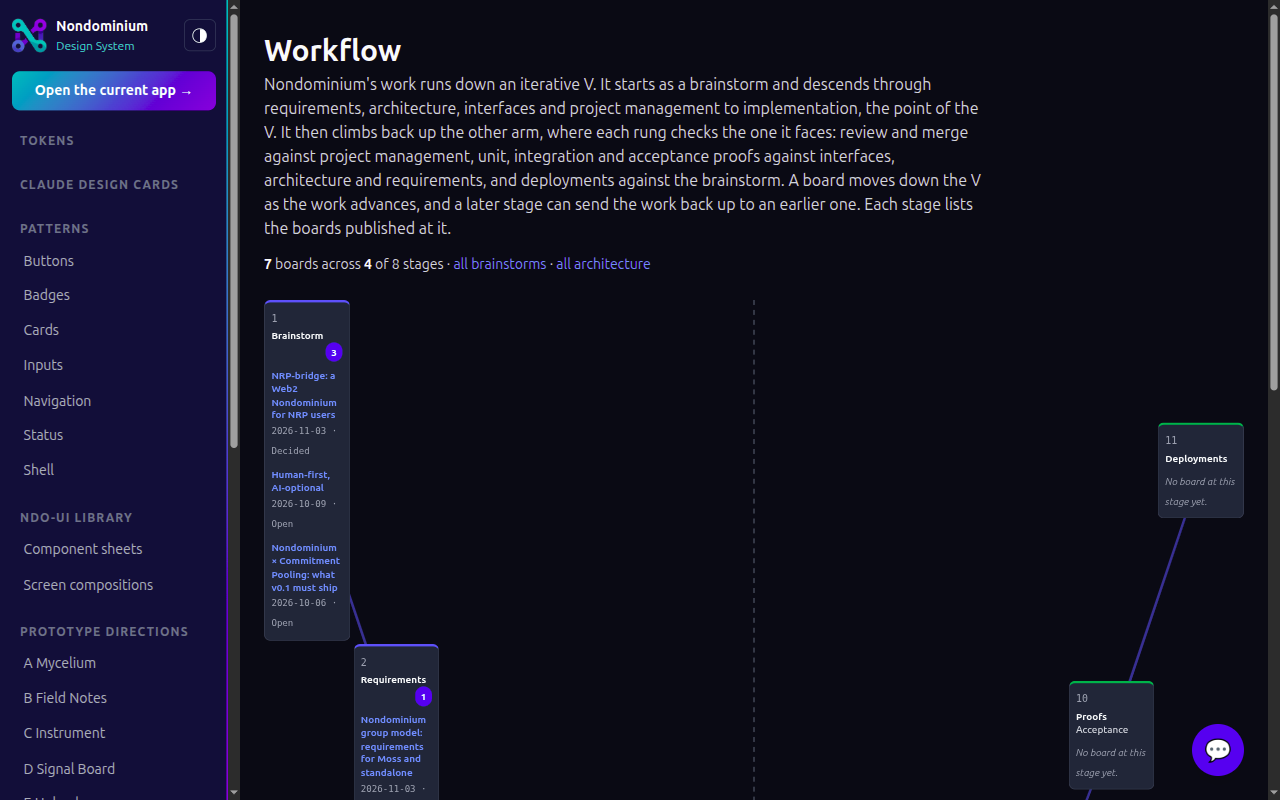 Nondominium
Design System
Open the current app →
TOKENS
CLAUDE DESIGN CARDS
PATTERNS
Buttons
Badges
Cards
Inputs
Navigation
Status
Shell
NDO-UI LIBRARY
Component sheets
Screen compositions
PROTOTYPE DIRECTIONS
A Mycelium
B Field Notes
C Instrument
D Signal Board
Workflow
Nondominium's work runs down an iterative V. It starts as a brainstorm and descends through
requirements, architecture, interfaces and project management to implementation, the point of the
V. It then climbs back up the other arm, where each rung checks the one it faces: review and merge
against project management, unit, integration and acceptance proofs against interfaces,
architecture and requirements, and deployments against the brainstorm. A board moves down the V
as the work advances, and a later stage can send the work back up to an earlier one. Each stage lists
the boards published at it.
7 boards across 4 of 8 stages · all brainstorms · all architecture
1
Brainstorm
3
NRP-bridge: a
Web2
Nondominium
for NRP users
2026-11-03 ·
Decided
Human-first,
AI-optional
2026-10-09 ·
Open
Nondominium
× Commitment
Pooling: what
v0.1 must ship
2026-10-06 ·
Open
2
Requirements
1
Nondominium
group model:
requirements
for Moss and
standalone
2026-11-03 ·
11
Deployments
No board at this
stage yet.
10
Proofs
Acceptance
No board at this
stage yet.